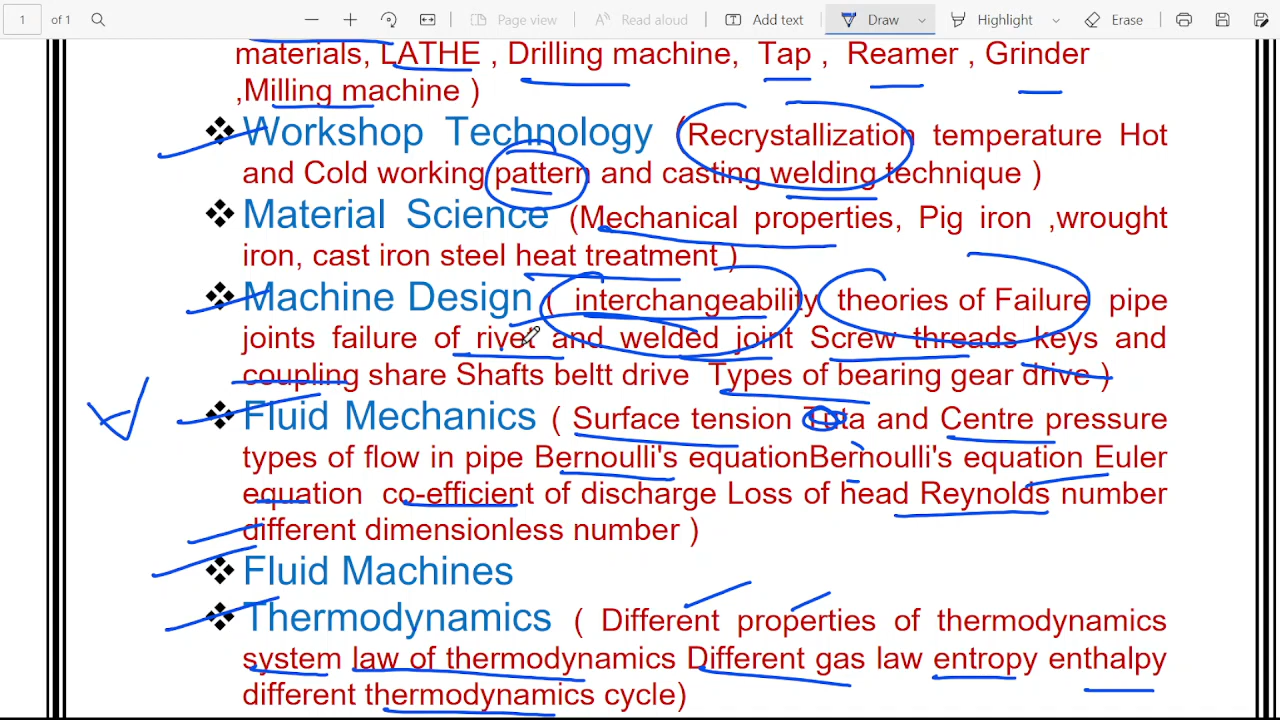 1 of 1 Page view Read aloud Add text Draw Highlight Erase
materials, LATHE , Drilling machine, Tap , Reamer , Grinder
,Milling machine )
❖ Workshop Technology (Recrystallization temperature Hot
and Cold working pattern and casting welding technique )
❖ Material Science (Mechanical properties, Pig iron ,wrought
iron, cast iron steel heat treatment )
❖ Machine Design ( interchangeability theories of Failure pipe
joints failure of rivet and welded joint Screw threads keys and
coupling share Shafts beltt drive Types of bearing gear drive )
❖ Fluid Mechanics ( Surface tension and Centre pressure
types of flow in pipe Bernoulli's equationBernoulli's equation Euler
equation co-efficient of discharge Loss of head Reynolds number
different dimensionless number )
❖ Fluid Machines
❖ Thermodynamics ( Different properties of thermodynamics
system law of thermodynamics Different gas law entropy enthalpy
different thermodynamics cycle)